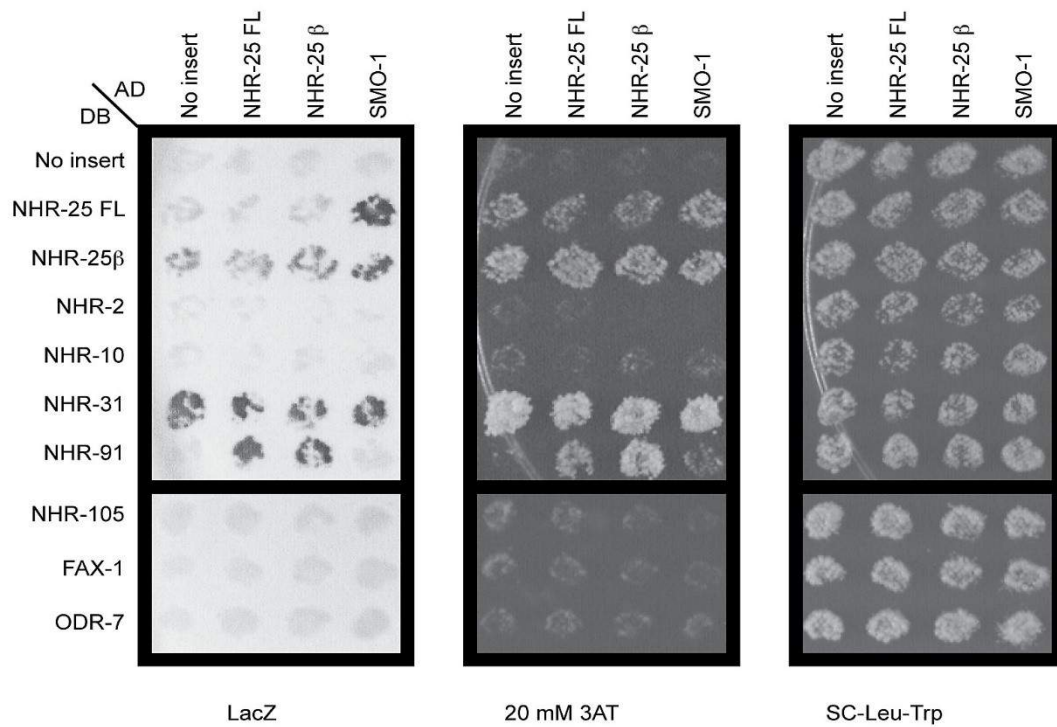 No insert NHR-25 FL NHR-25 β SMO-1 No insert NHR-25 FL NHR-25 β SMO-1 No insert NHR-25 FL NHR-25 β SMO-1
AD
DB
No insert
NHR-25 FL
NHR-25β
NHR-2
NHR-10
NHR-31
NHR-91
NHR-105
FAX-1
ODR-7
LacZ 20 mM 3AT SC-Leu-Trp